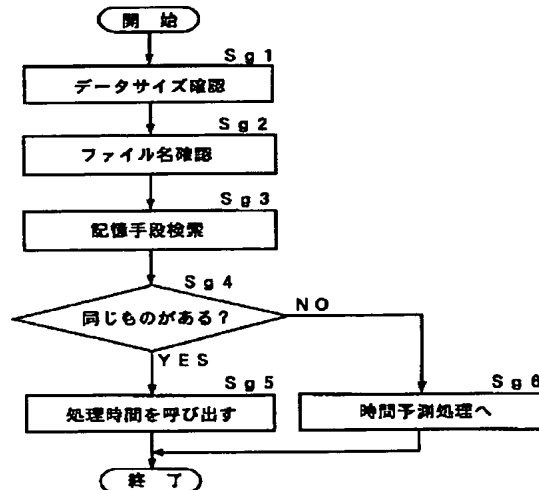 開 始
Sg1
データサイズ確認
Sg2
ファイル名確認
Sg3
記憶手段検索
Sg4
同じものがある?
NO
YES
Sg5
処理時間を呼び出す
Sg6
時間予測処理へ
終 了